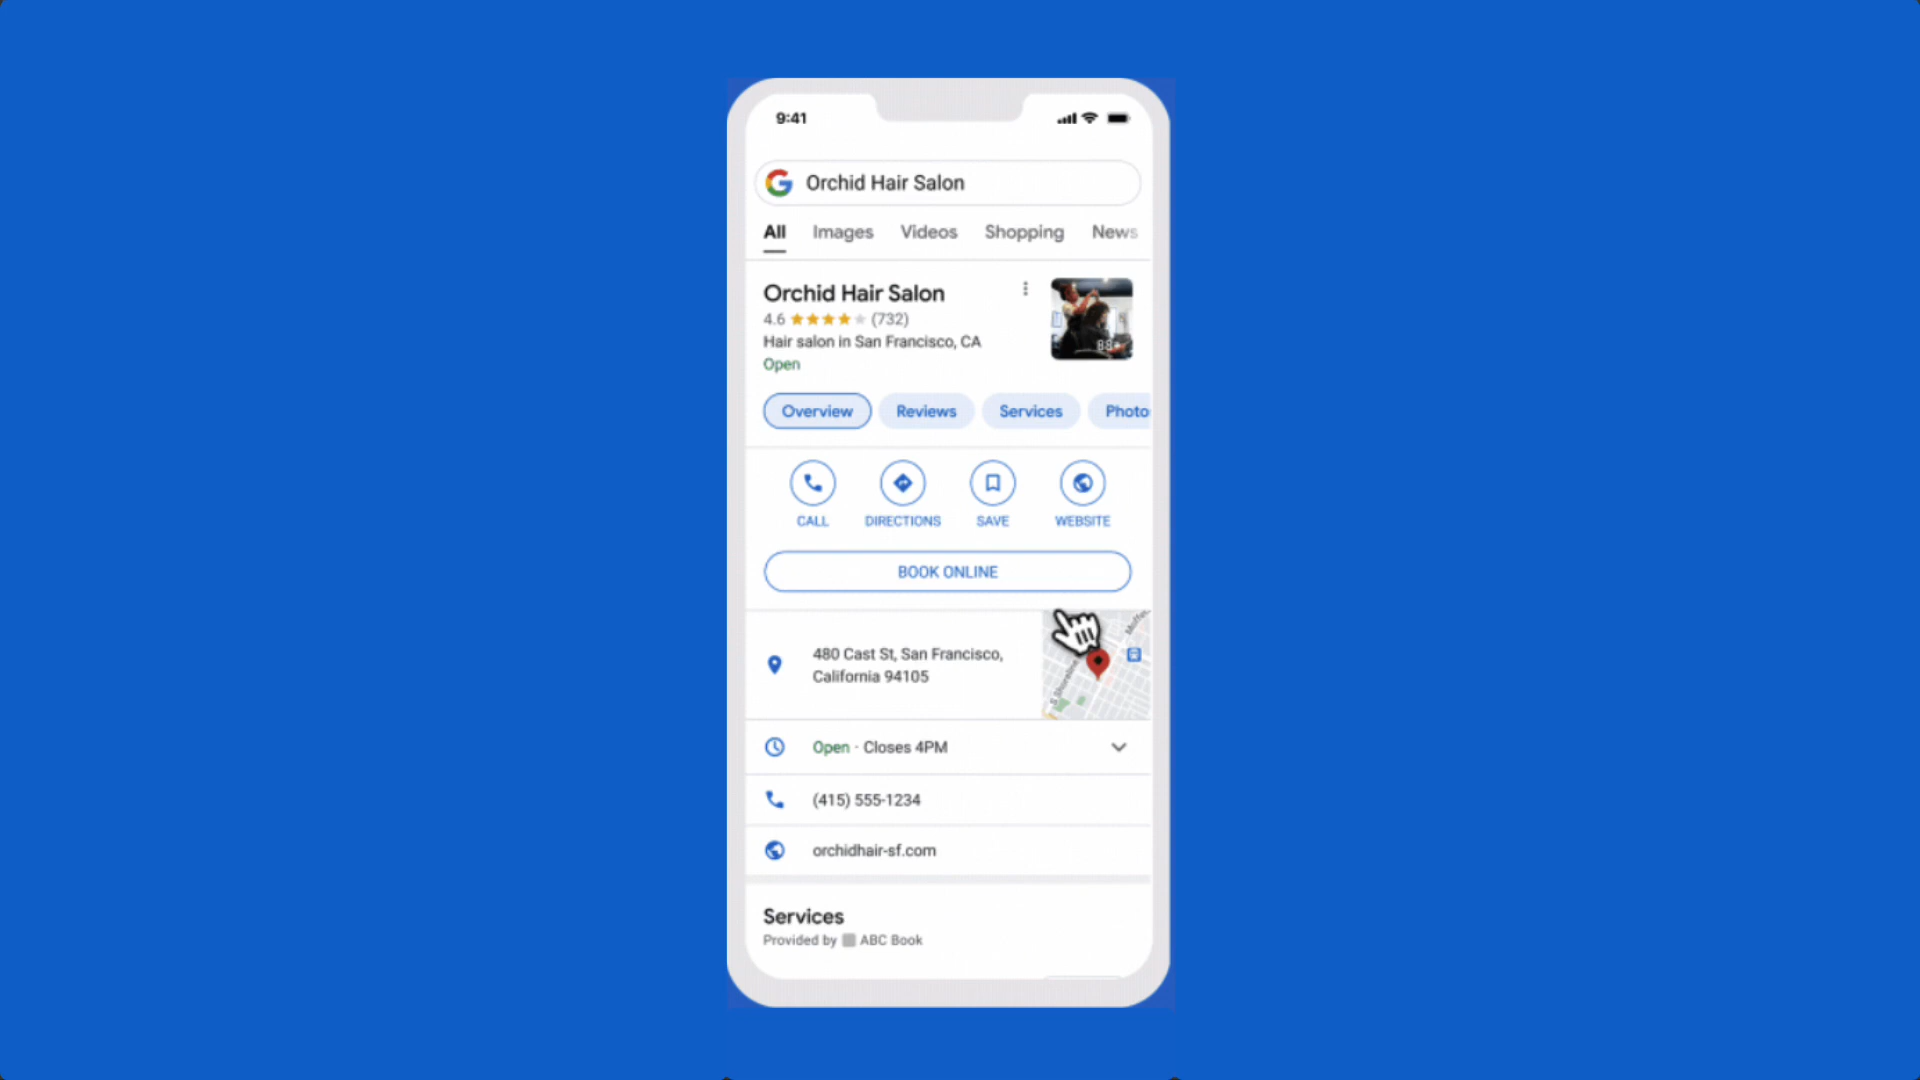 9:41
Orchid Hair Salon
All Images Videos Shopping News
Orchid Hair Salon
4.6 (732)
Hair salon in San Francisco, CA
Open
88+
Overview Reviews Services Photo
CALL DIRECTIONS SAVE WEBSITE
BOOK ONLINE
480 Cast St, San Francisco,
California 94105
S Shoreline
Open · Closes 4PM
(415) 555-1234
orchidhair-sf.com
Services
Provided by ABC Book